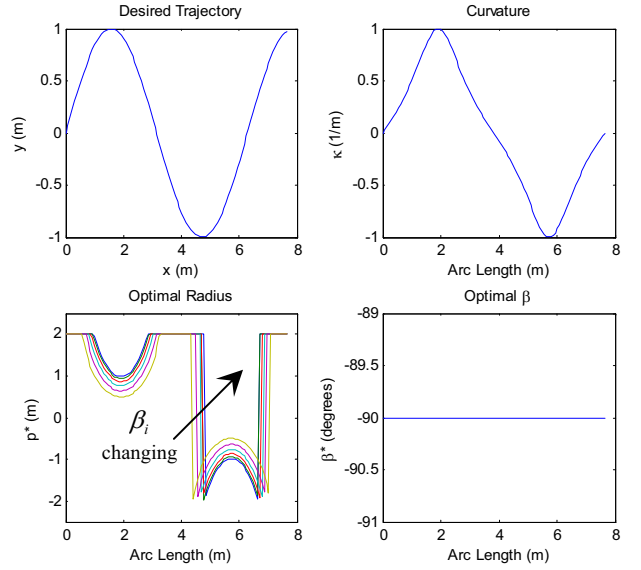 Desired Trajectory
1
0.5
0
-0.5
-1
y (m)
0 2 4 6 8
x (m)
Curvature
1
0.5
0
-0.5
-1
κ (1/m)
0 2 4 6 8
Arc Length (m)
Optimal Radius
2
1
0
-1
-2
p* (m)
βi
changing
0 2 4 6 8
Arc Length (m)
Optimal β
-89
-89.5
-90
-90.5
-91
β* (degrees)
0 2 4 6 8
Arc Length (m)